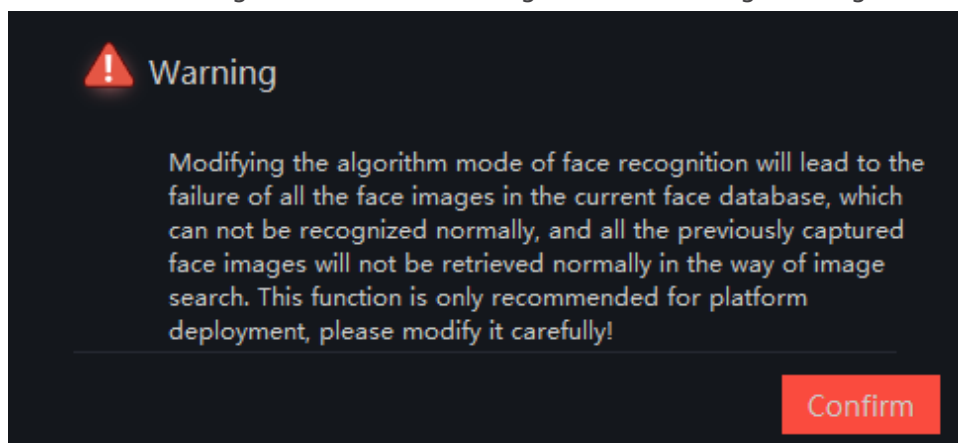 Warning
Modifying the algorithm mode of face recognition will lead to the
failure of all the face images in the current face database, which
can not be recognized normally, and all the previously captured
face images will not be retrieved normally in the way of image
search. This function is only recommended for platform
deployment, please modify it carefully!
Confirm